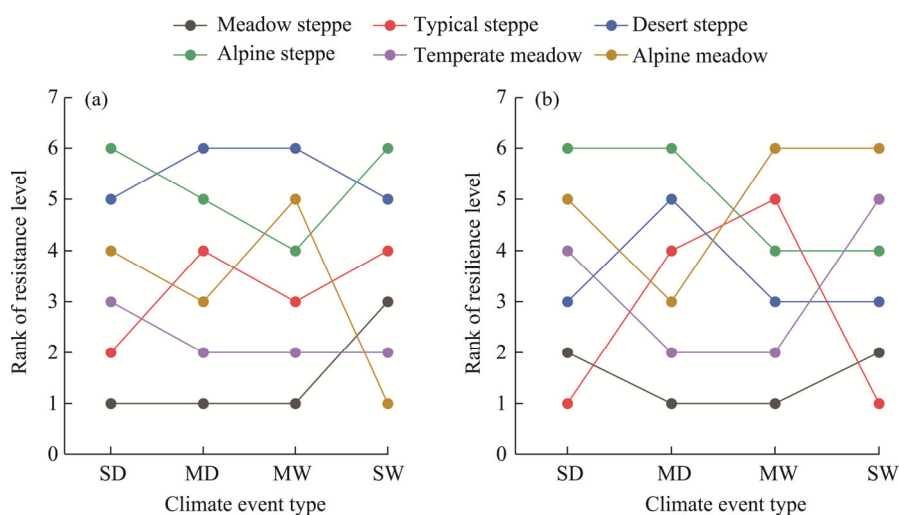 Meadow steppe Typical steppe Desert steppe
Alpine steppe Temperate meadow Alpine meadow
(a)
Rank of resistance level
7
6
5
4
3
2
1
0
SD MD MW SW
Climate event type
(b)
Rank of resilience level
7
6
5
4
3
2
1
0
SD MD MW SW
Climate event type